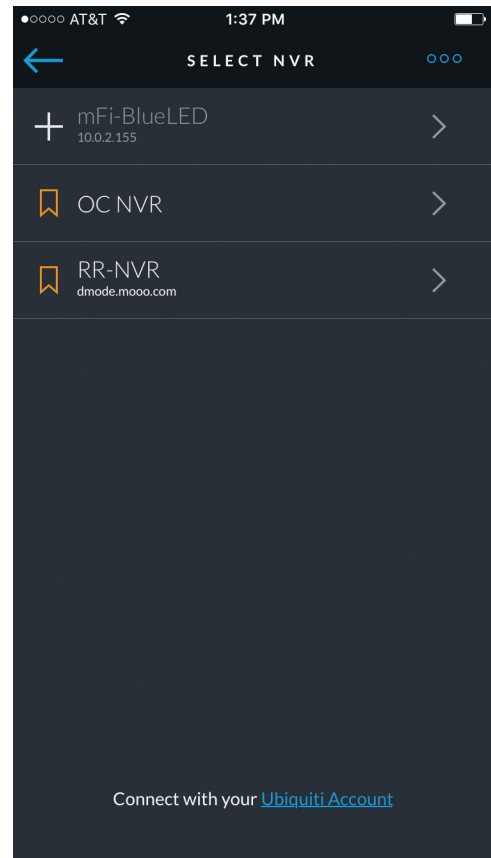 AT&T 1:37 PM
SELECT NVR
mFi-BlueLED
10.0.2.155
OC NVR
RR-NVR
dmode.mooo.com
Connect with your Ubiquiti Account